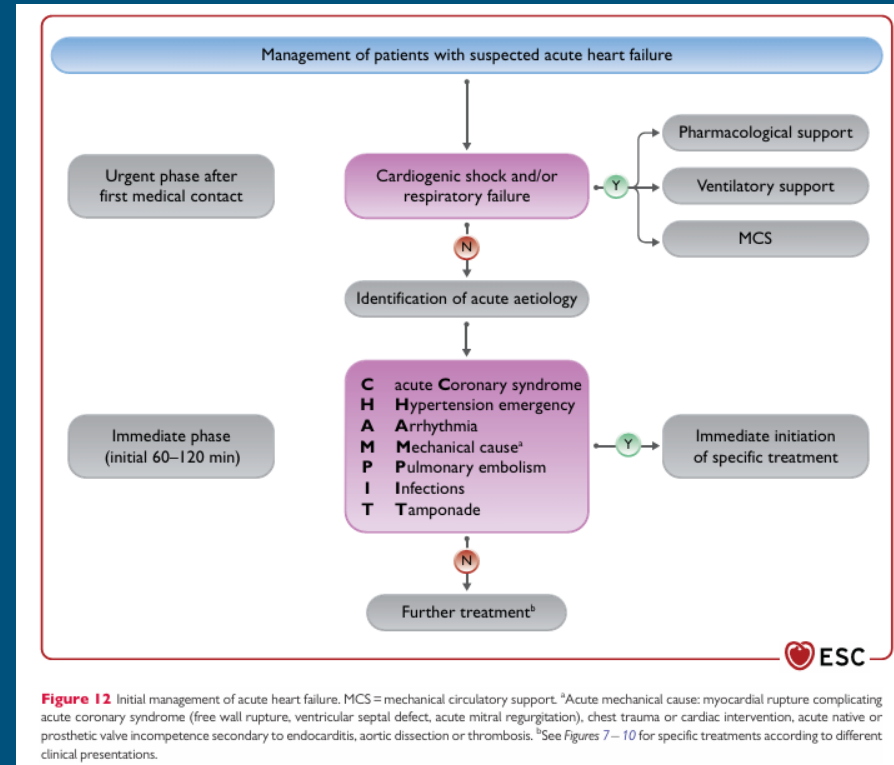 Management of patients with suspected acute heart failure
Urgent phase after
first medical contact
Cardiogenic shock and/or
respiratory failure
Y
Pharmacological support
Ventilatory support
MCS
N
Identification of acute aetiology
Immediate phase
(initial 60–120 min)
C acute Coronary syndrome
H Hypertension emergency
A Arrhythmia
M Mechanical causeᵃ
P Pulmonary embolism
I Infections
T Tamponade
Y
Immediate initiation
of specific treatment
N
Further treatmentᵇ
ESC
Figure 12 Initial management of acute heart failure. MCS = mechanical circulatory support. ᵃAcute mechanical cause: myocardial rupture complicating
acute coronary syndrome (free wall rupture, ventricular septal defect, acute mitral regurgitation), chest trauma or cardiac intervention, acute native or
prosthetic valve incompetence secondary to endocarditis, aortic dissection or thrombosis. ᵇSee Figures 7–10 for specific treatments according to different
clinical presentations.